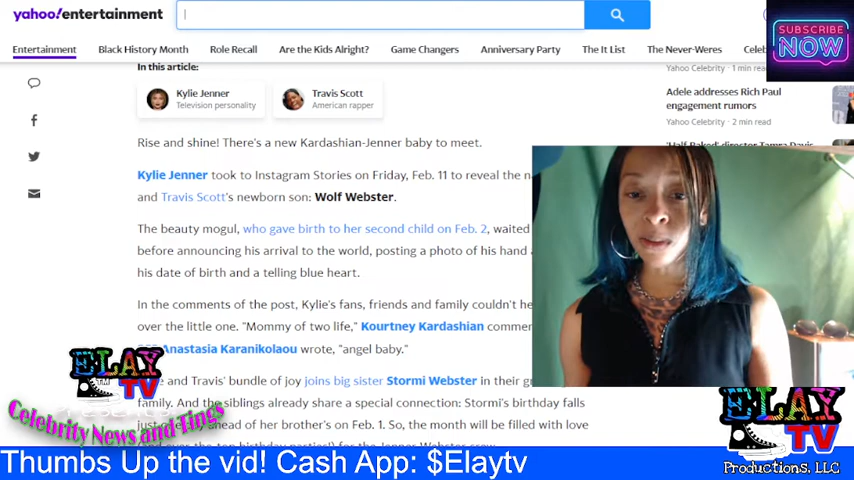 yahoo!entertainment
SUBSCRIBE
NOW
Entertainment Black History Month Role Recall Are the Kids Alright? Game Changers Anniversary Party The It List The Never-Weres
In this article:
Kylie Jenner
Television personality
Travis Scott
American rapper
Yahoo Celebrity • 1 min
Adele addresses Rich Paul
engagement rumors
Yahoo Celebrity • 2 min read
'Half Baked' director Tamra Davis
Rise and shine! There's a new Kardashian-Jenner baby to meet.
Kylie Jenner took to Instagram Stories on Friday, Feb. 11 to reveal the
and Travis Scott's newborn son: Wolf Webster.
The beauty mogul, who gave birth to her second child on Feb. 2, waited
before announcing his arrival to the world, posting a photo of his hand
his date of birth and a telling blue heart.
In the comments of the post, Kylie's fans, friends and family couldn't
over the little one. "Mommy of two life," Kourtney Kardashian
Anastasia Karanikolaou wrote, "angel baby."
and Travis' bundle of joy joins big sister Stormi Webster in their
family. And the siblings already share a special connection: Stormi's birthday falls
ahead of her brother's on Feb. 1. So, the month will be filled with love
ELAY
TV
Celebrity News and Tings
ELAY
TV
Productions, LLC
Thumbs Up the vid! Cash App: $Elaytv